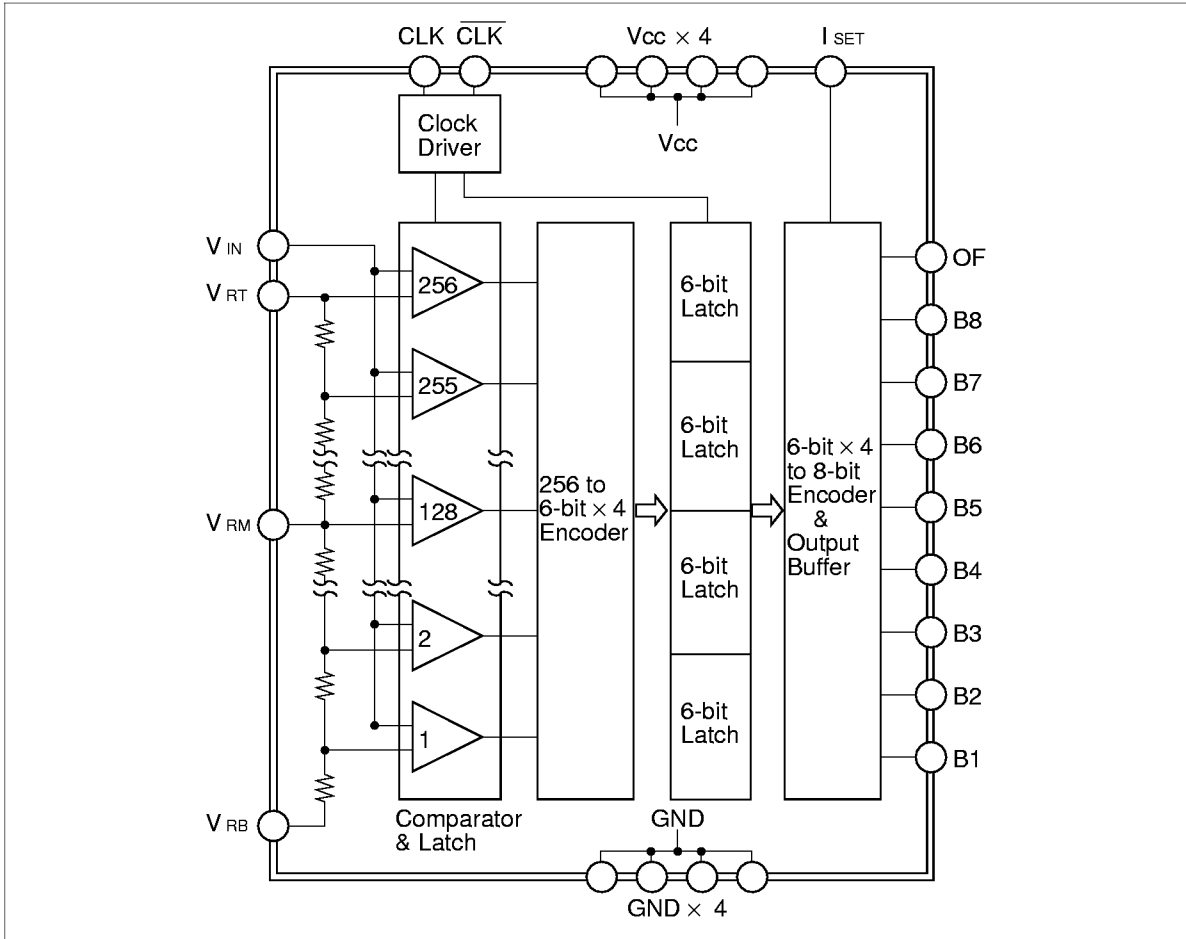 CLK C̅L̅K̅
Vcc × 4
I SET
Clock
Driver
Vcc
V IN
V RT
V RM
V RB
256
255
128
2
1
Comparator
& Latch
256 to
6-bit × 4
Encoder
6-bit
Latch
6-bit
Latch
6-bit
Latch
6-bit
Latch
6-bit × 4
to 8-bit
Encoder
&
Output
Buffer
OF
B8
B7
B6
B5
B4
B3
B2
B1
GND
GND × 4